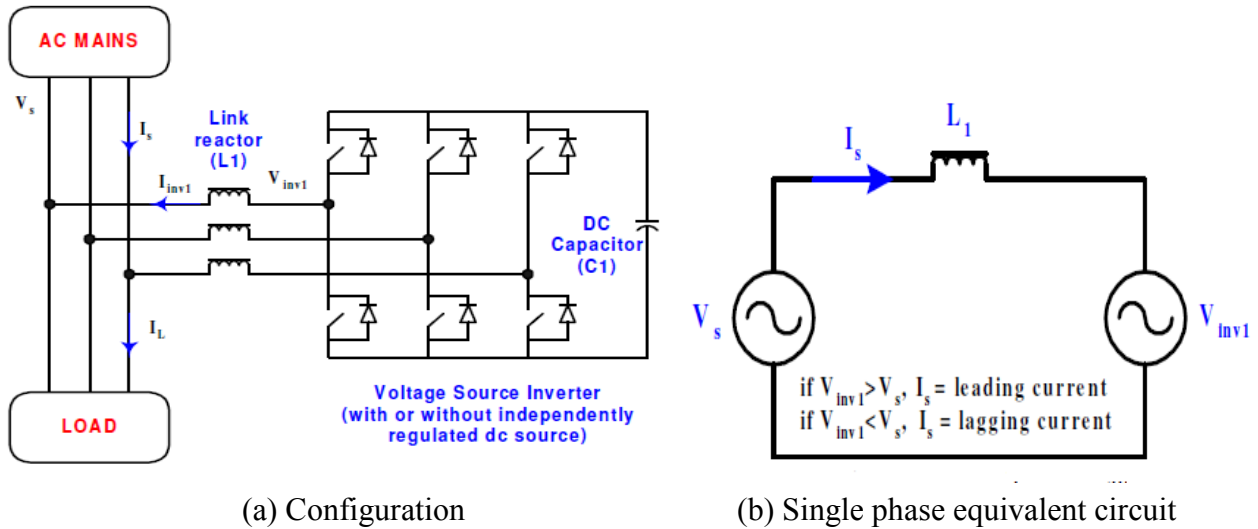 AC MAINS
V_s
I_s
Link
reactor
(L1)
I_inv1
V_inv1
DC
Capacitor
(C1)
I_L
LOAD
Voltage Source Inverter
(with or without independently
regulated dc source)
(a) Configuration
L_1
I_s
V_s
V_inv1
if V_inv1>V_s, I_s = leading current
if V_inv1<V_s, I_s = lagging current
(b) Single phase equivalent circuit